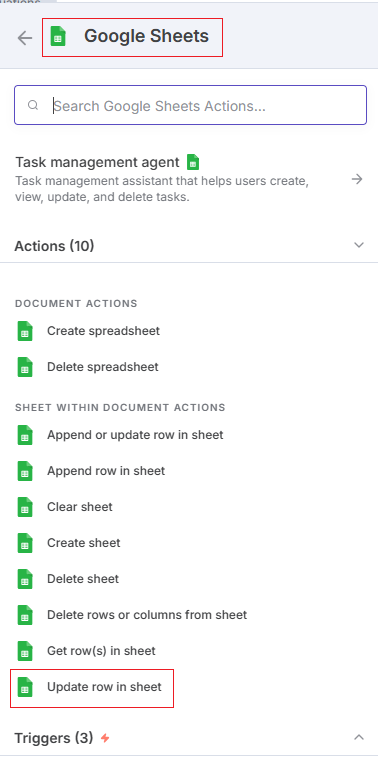 Google Sheets
Search Google Sheets Actions...
Task management agent
Task management assistant that helps users create,
view, update, and delete tasks.
Actions (10)
DOCUMENT ACTIONS
Create spreadsheet
Delete spreadsheet
SHEET WITHIN DOCUMENT ACTIONS
Append or update row in sheet
Append row in sheet
Clear sheet
Create sheet
Delete sheet
Delete rows or columns from sheet
Get row(s) in sheet
Update row in sheet
Triggers (3)